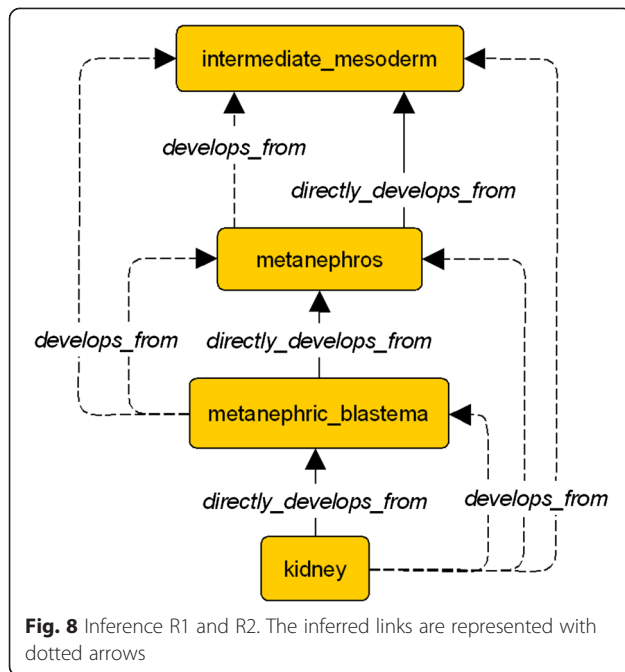 intermediate_mesoderm
develops_from
directly_develops_from
metanephros
develops_from
directly_develops_from
metanephric_blastema
directly_develops_from
develops_from
kidney
Fig. 8 Inference R1 and R2. The inferred links are represented with
dotted arrows